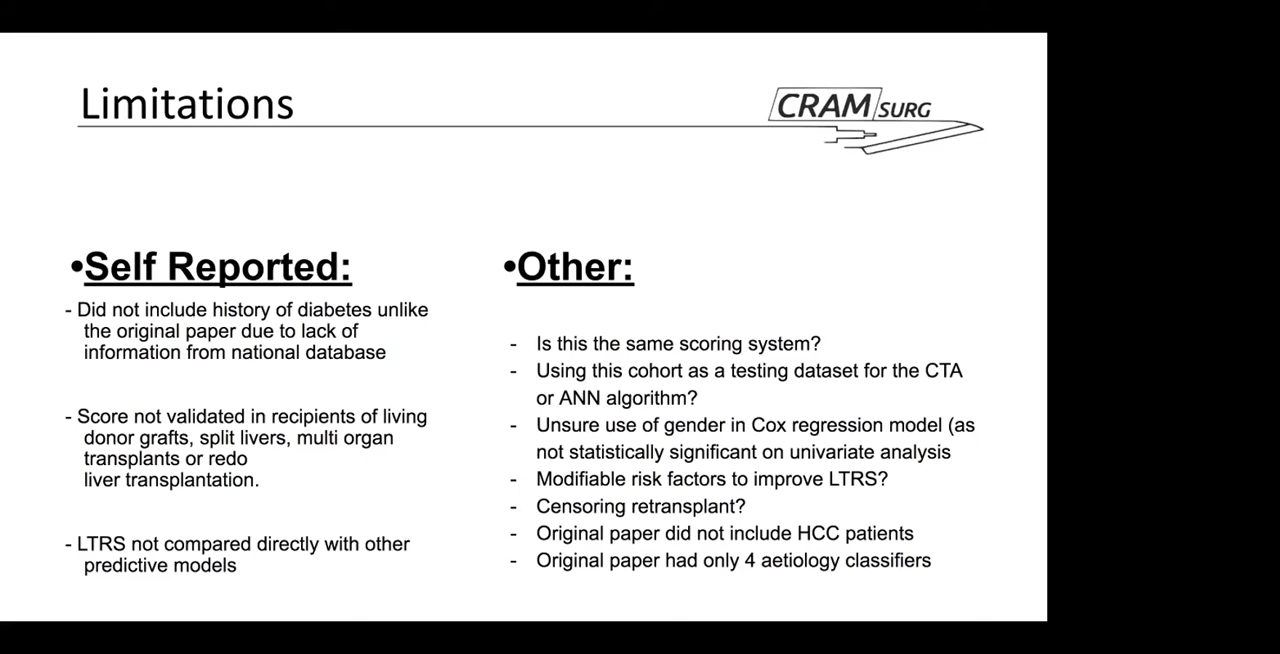 Limitations
CRAM SURG
•Self Reported:
- Did not include history of diabetes unlike
the original paper due to lack of
information from national database
- Score not validated in recipients of living
donor grafts, split livers, multi organ
transplants or redo
liver transplantation.
- LTRS not compared directly with other
predictive models
•Other:
- Is this the same scoring system?
- Using this cohort as a testing dataset for the CTA
or ANN algorithm?
- Unsure use of gender in Cox regression model (as
not statistically significant on univariate analysis
- Modifiable risk factors to improve LTRS?
- Censoring retransplant?
- Original paper did not include HCC patients
- Original paper had only 4 aetiology classifiers